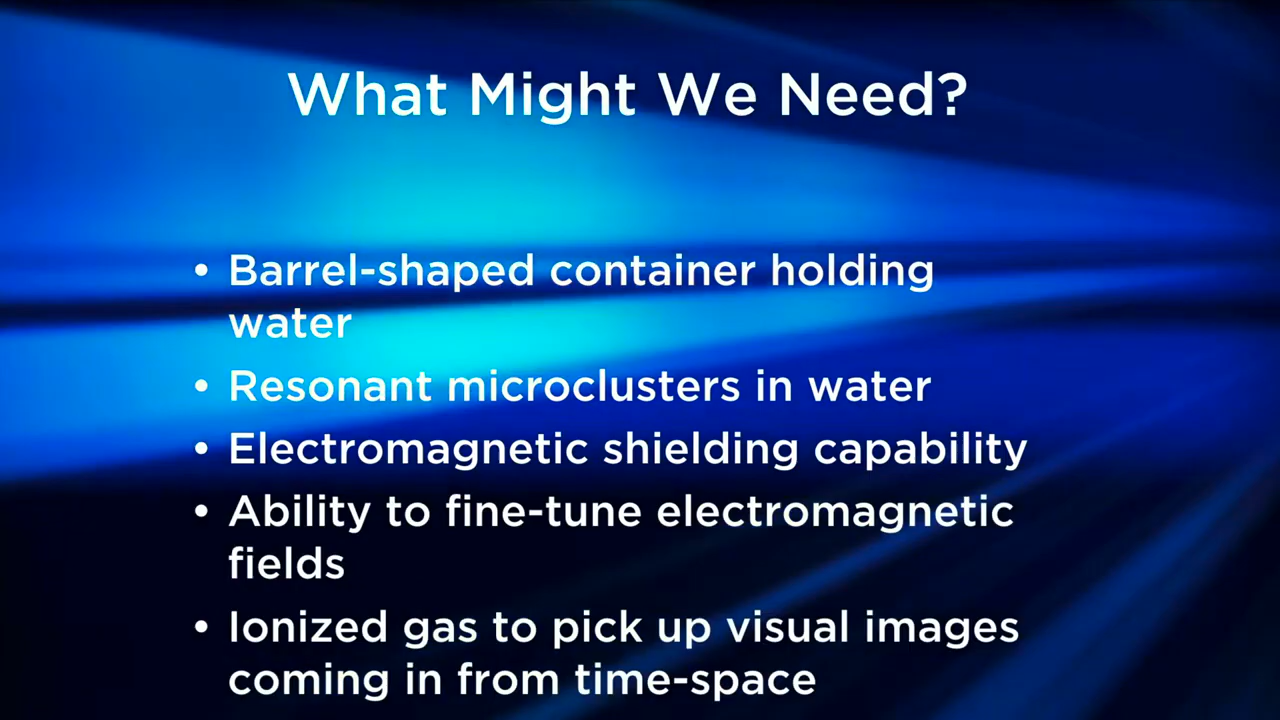 What Might We Need?
• Barrel-shaped container holding
water
• Resonant microclusters in water
• Electromagnetic shielding capability
• Ability to fine-tune electromagnetic
fields
• Ionized gas to pick up visual images
coming in from time-space